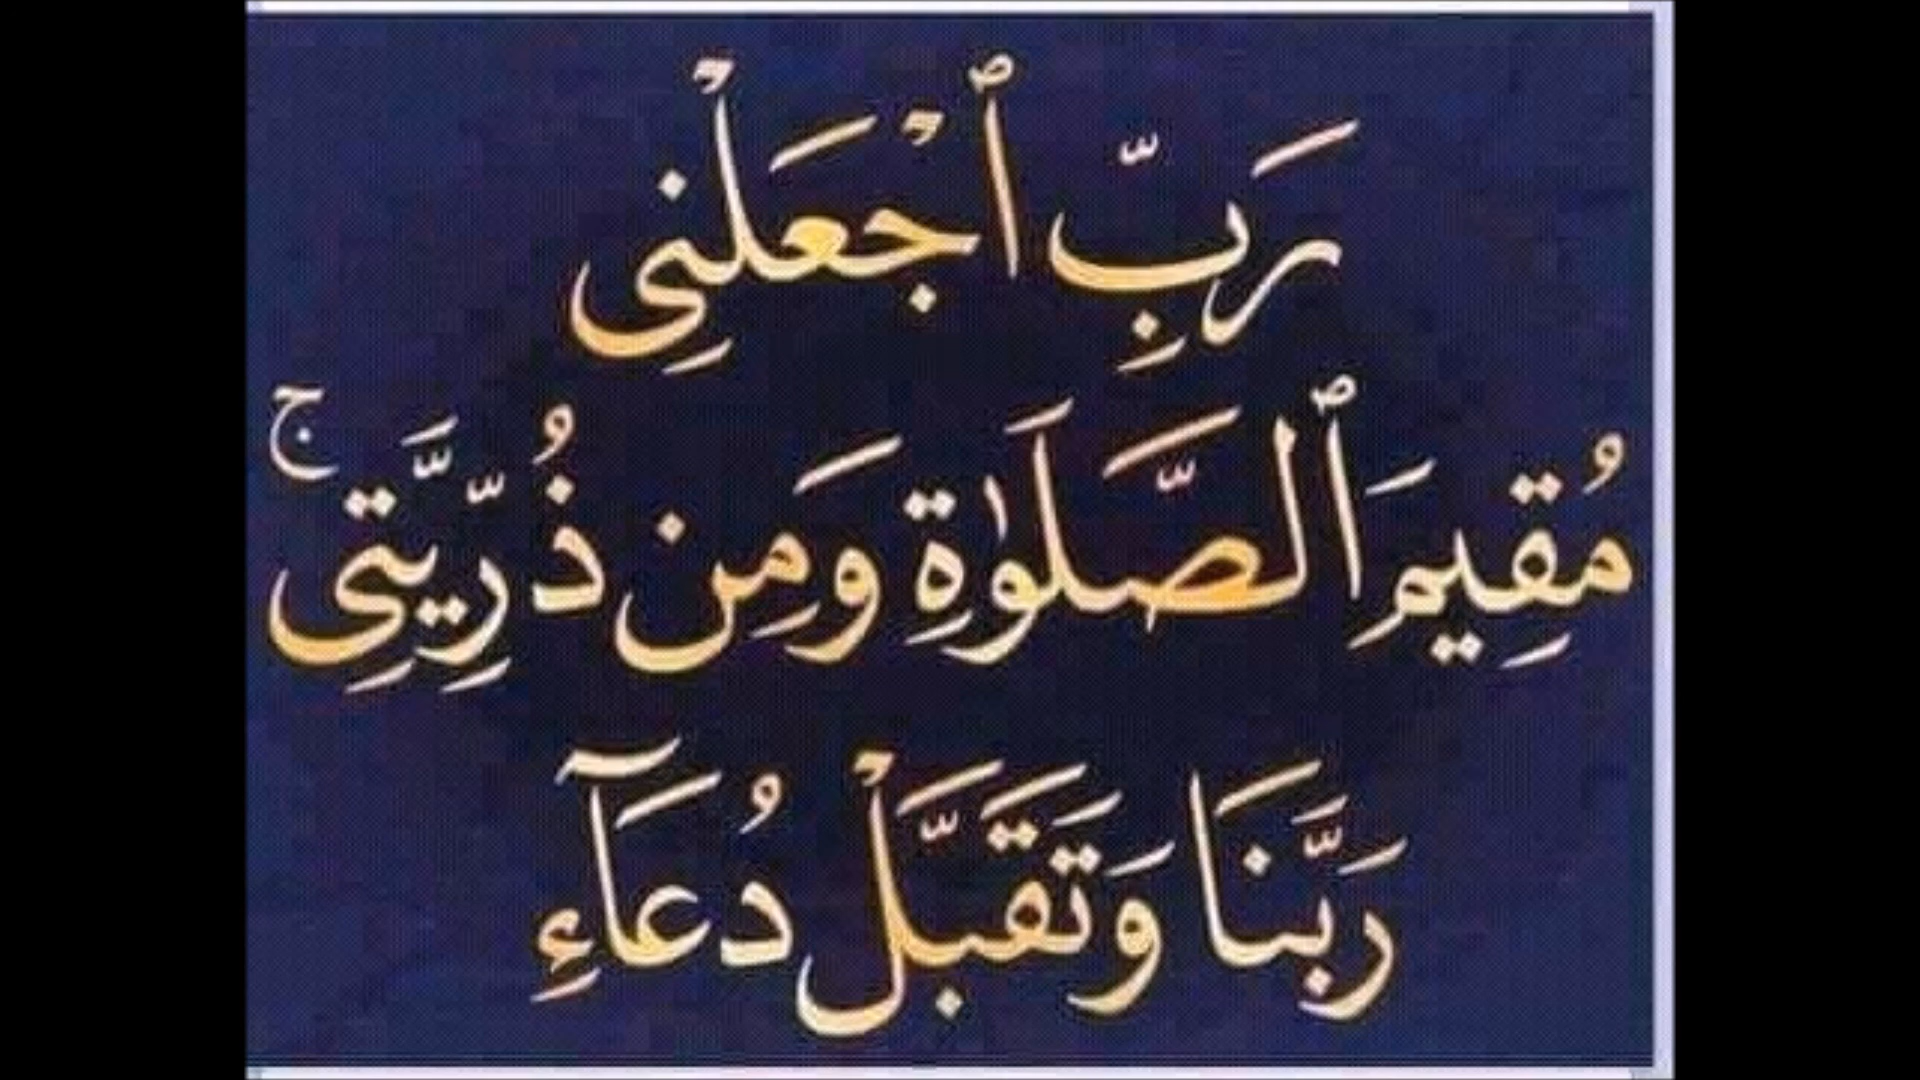 رَبِّ ٱجْعَلْنِى
مُقِيمَ ٱلصَّلَوٰةِ وَمِن ذُرِّيَّتِى ۚ
رَبَّنَا وَتَقَبَّلْ دُعَآءِ